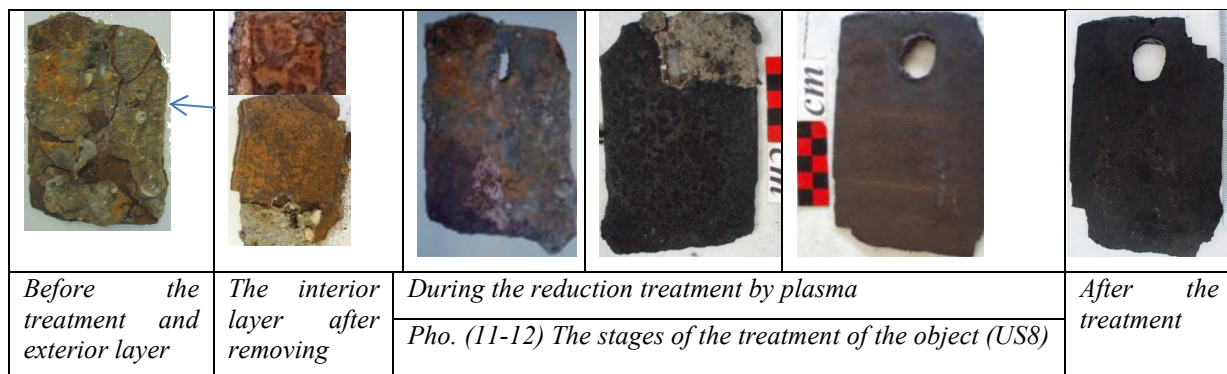 cm
cm
Before the
treatment and
exterior layer
The interior
layer after
removing
During the reduction treatment by plasma
Pho. (11-12) The stages of the treatment of the object (US8)
After the
treatment